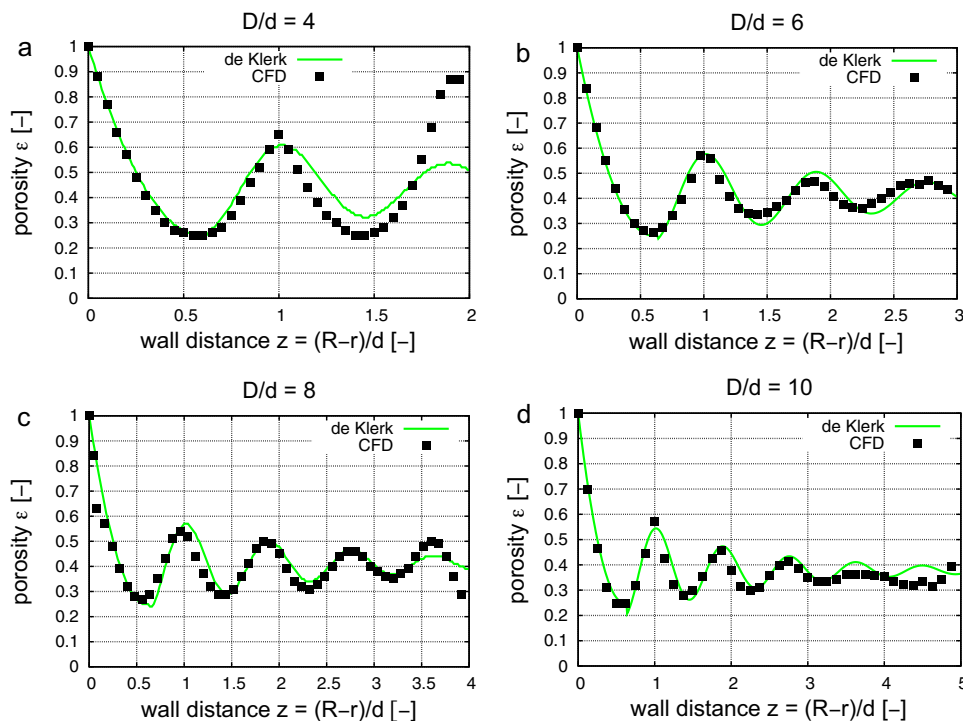 D/d = 4
a
de Klerk
CFD
porosity ε [−]
1
0.9
0.8
0.7
0.6
0.5
0.4
0.3
0.2
0.1
0
0 0.5 1 1.5 2
wall distance z = (R−r)/d [−]
D/d = 6
b
de Klerk
CFD
porosity ε [−]
1
0.9
0.8
0.7
0.6
0.5
0.4
0.3
0.2
0.1
0
0 0.5 1 1.5 2 2.5 3
wall distance z = (R−r)/d [−]
D/d = 8
c
de Klerk
CFD
porosity ε [−]
1
0.9
0.8
0.7
0.6
0.5
0.4
0.3
0.2
0.1
0
0 0.5 1 1.5 2 2.5 3 3.5 4
wall distance z = (R−r)/d [−]
D/d = 10
d
de Klerk
CFD
porosity ε [−]
1
0.9
0.8
0.7
0.6
0.5
0.4
0.3
0.2
0.1
0
0 1 2 3 4 5
wall distance z = (R−r)/d [−]